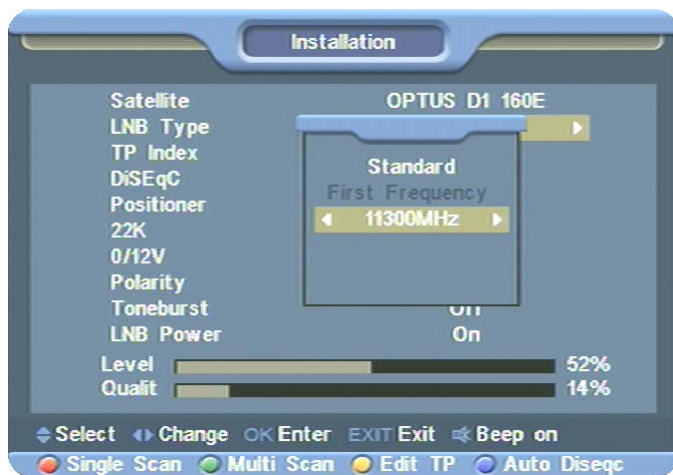 Installation
Satellite OPTUS D1 160E
LNB Type
TP Index
DiSEqC
Positioner
22K
0/12V
Polarity
Toneburst Off
LNB Power On
Standard
First Frequency
11300MHz
Level 52%
Qualit 14%
Select Change OK Enter EXIT Exit Beep on
Single Scan Multi Scan Edit TP Auto Diseqc